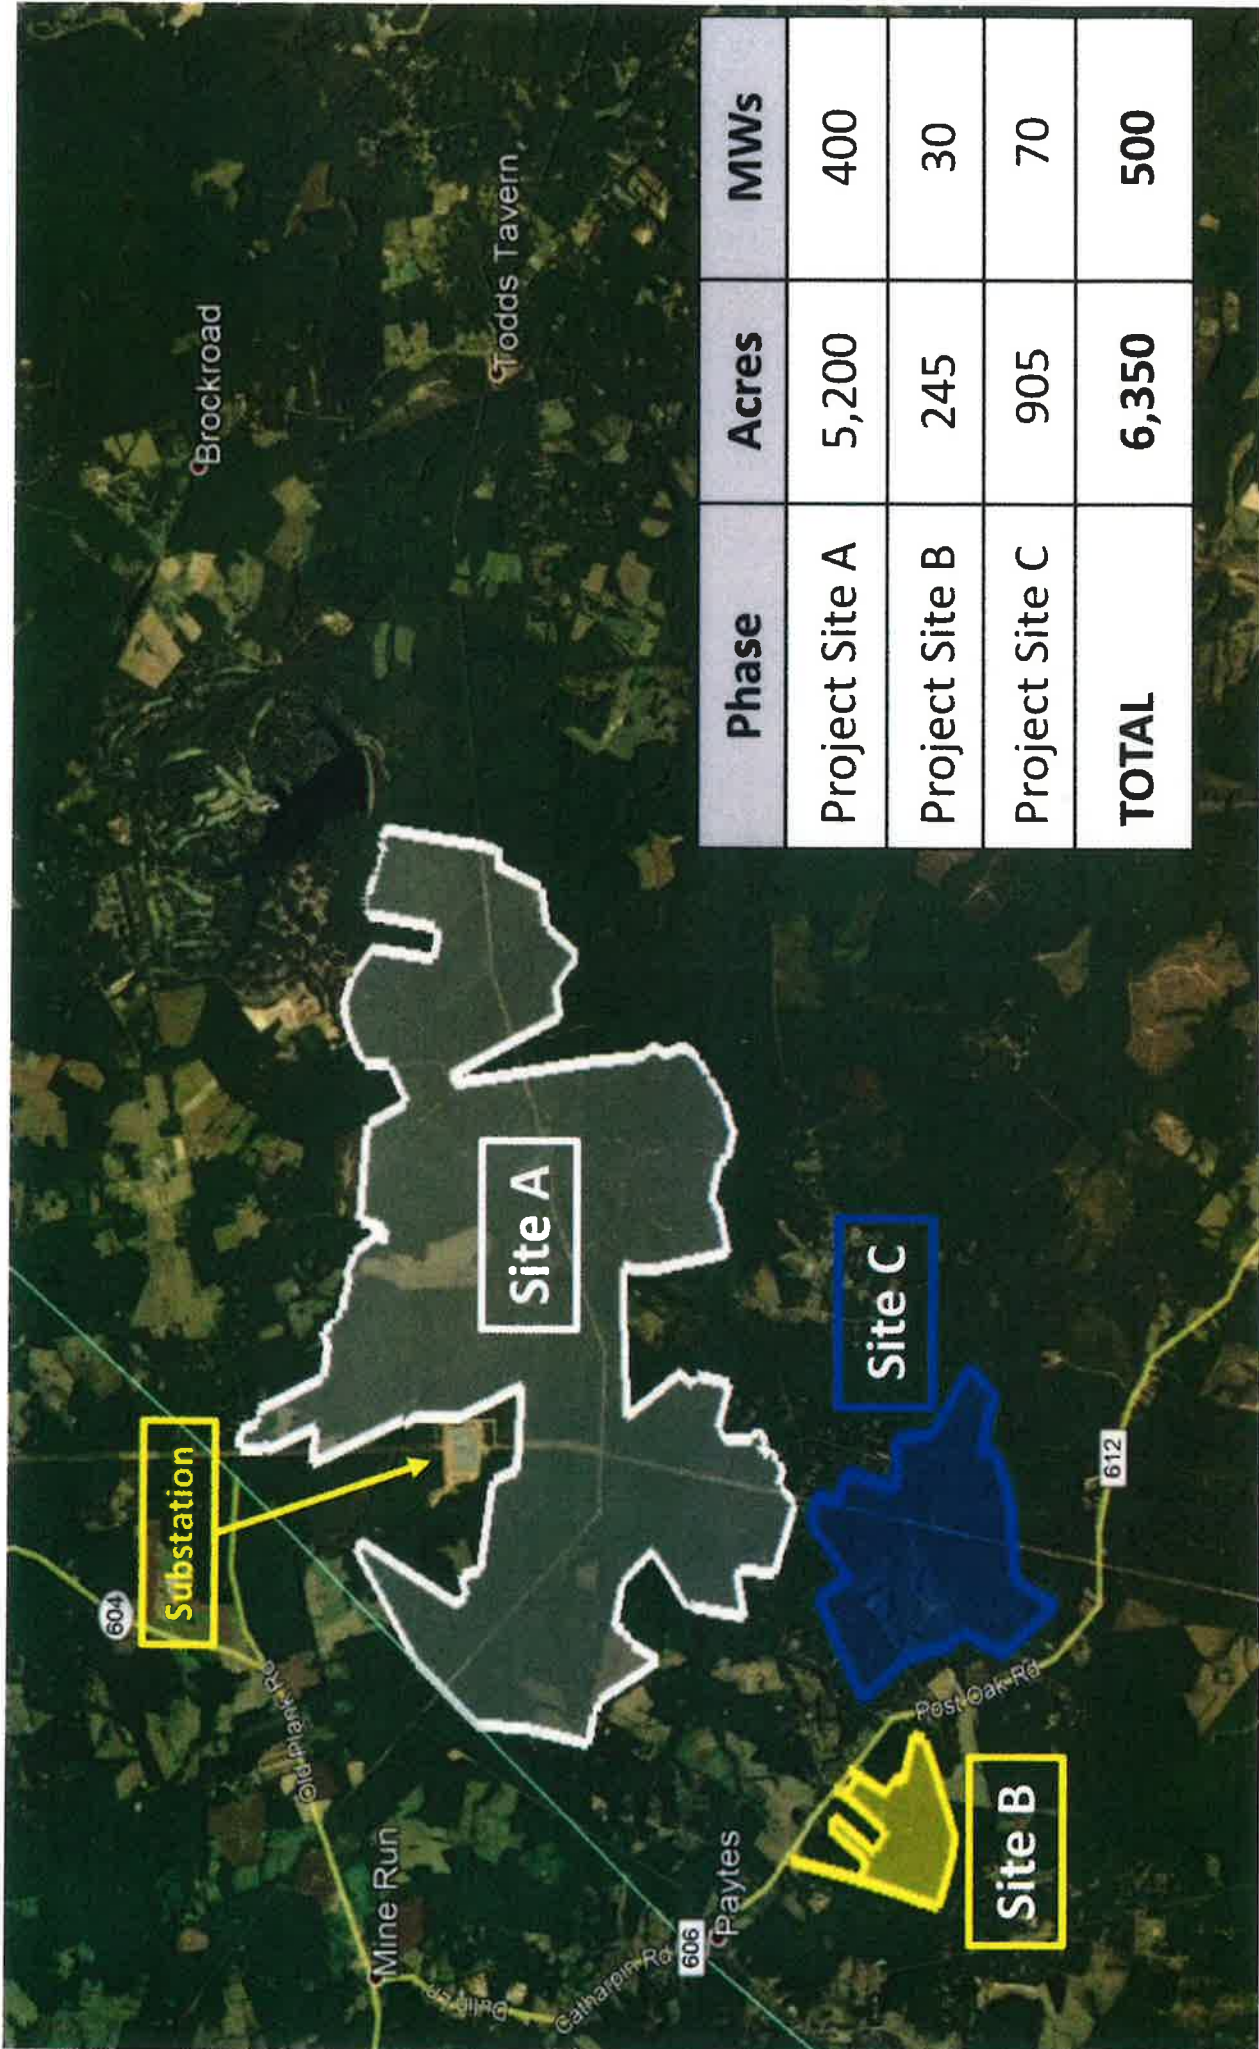 Brockroad
Todds Tavern,
604
Substation
Old Plank Rd
Mine Run
Site A
Site C
612
Post Oak Rd
Catharpin Rd
606
Paytes
Site B
Phase Acres MWs
Project Site A 5,200 400
Project Site B 245 30
Project Site C 905 70
TOTAL 6,350 500